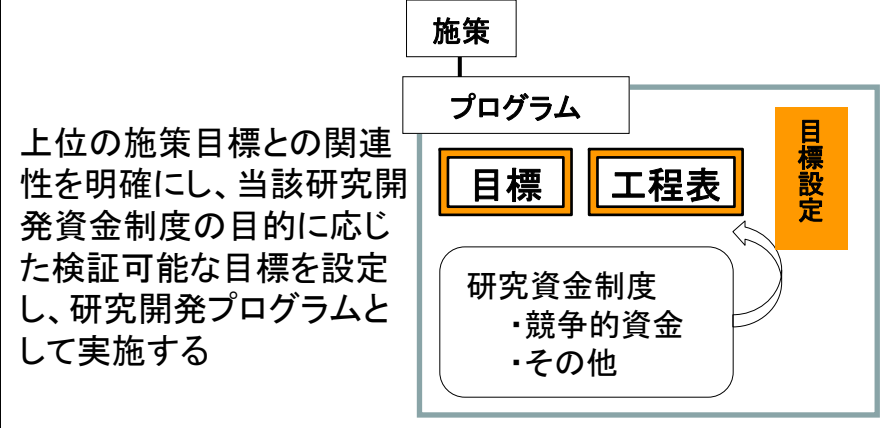 施策
プログラム
上位の施策目標との関連
性を明確にし、当該研究開
発資金制度の目的に応じ
た検証可能な目標を設定
し、研究開発プログラムと
して実施する
目標
工程表
目標設定
研究資金制度
・競争的資金
・その他